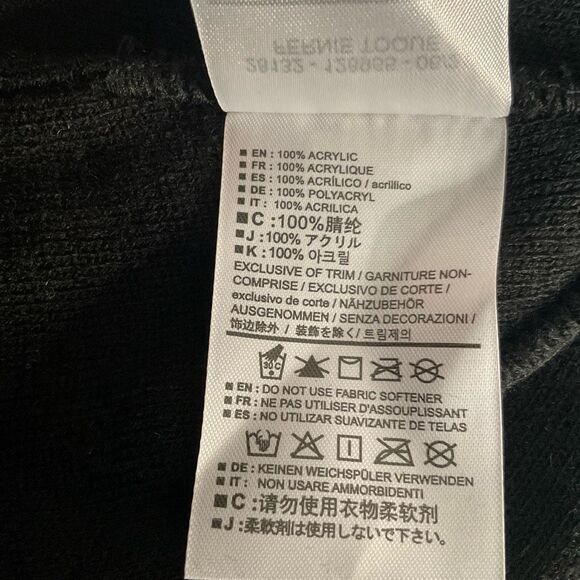 FERNIE TOQUE
■ EN : 100% ACRYLIC
■ FR : 100% ACRYLIQUE
■ ES : 100% ACRÍLICO / acrilico
■ DE : 100% POLYACRYL
■ IT : 100% ACRILICA
■ C :100%腈纶
■ J :100% アクリル
■ K :100% 아크릴
EXCLUSIVE OF TRIM / GARNITURE NON-
COMPRISE / EXCLUSIVO DE CORTE /
exclusivo de corte / NÄHZUBEHÖR
AUSGENOMMEN / SENZA DECORAZIONI /
饰边除外 / 装飾を除く / 트림제의
30 C
■ EN : DO NOT USE FABRIC SOFTENER
■ FR : NE PAS UTILISER D'ASSOUPLISSANT
■ ES : NO UTILIZAR SUAVIZANTE DE TELAS
■ DE : KEINEN WEICHSPÜLER VERWENDEN
■ IT : NON USARE AMMORBIDENTI
■ C :请勿使用衣物柔软剂
■ J :柔軟剤は使用しないで下さい。